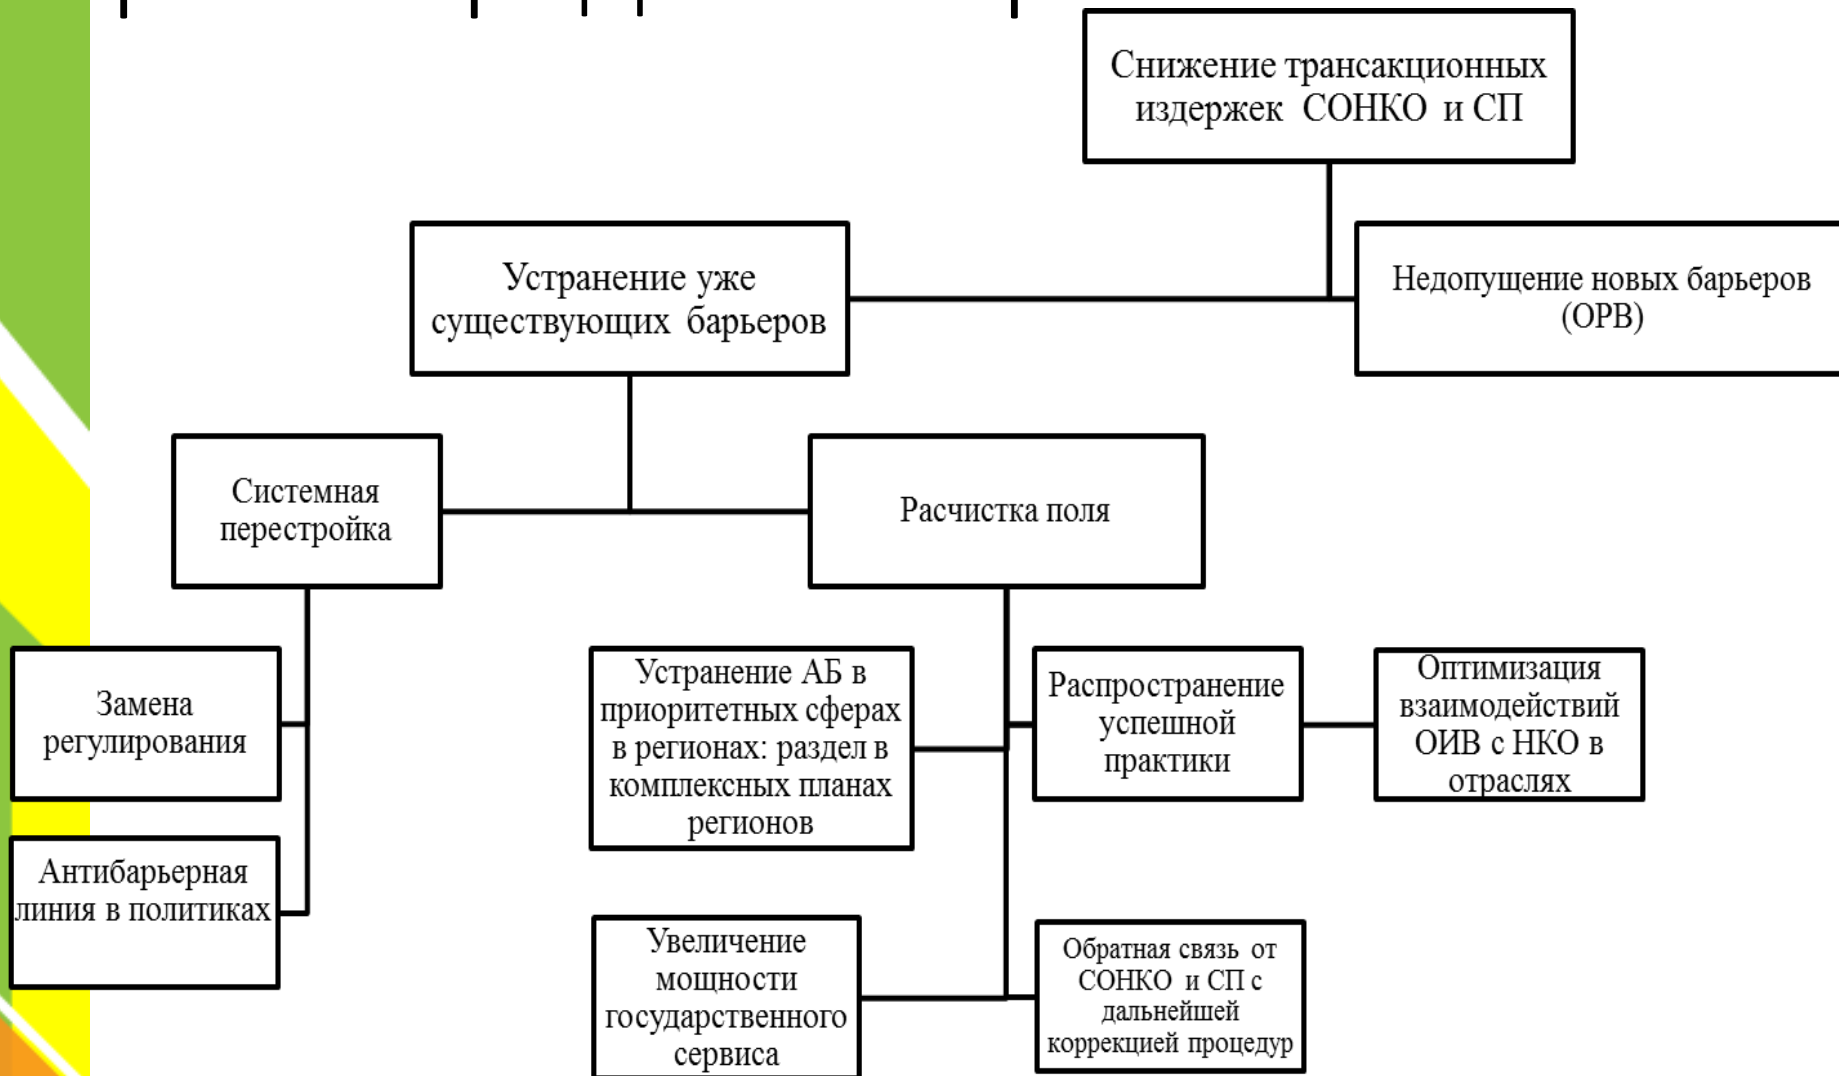 Снижение трансакционных
издержек СОНКО и СП
Устранение уже
существующих барьеров
Недопущение новых барьеров
(ОРВ)
Системная
перестройка
Расчистка поля
Замена
регулирования
Антибарьерная
линия в политиках
Устранение АБ в
приоритетных сферах
в регионах: раздел в
комплексных планах
регионов
Распространение
успешной
практики
Оптимизация
взаимодействий
ОИВ с НКО в
отраслях
Увеличение
мощности
государственного
сервиса
Обратная связь от
СОНКО и СП с
дальнейшей
коррекцией процедур